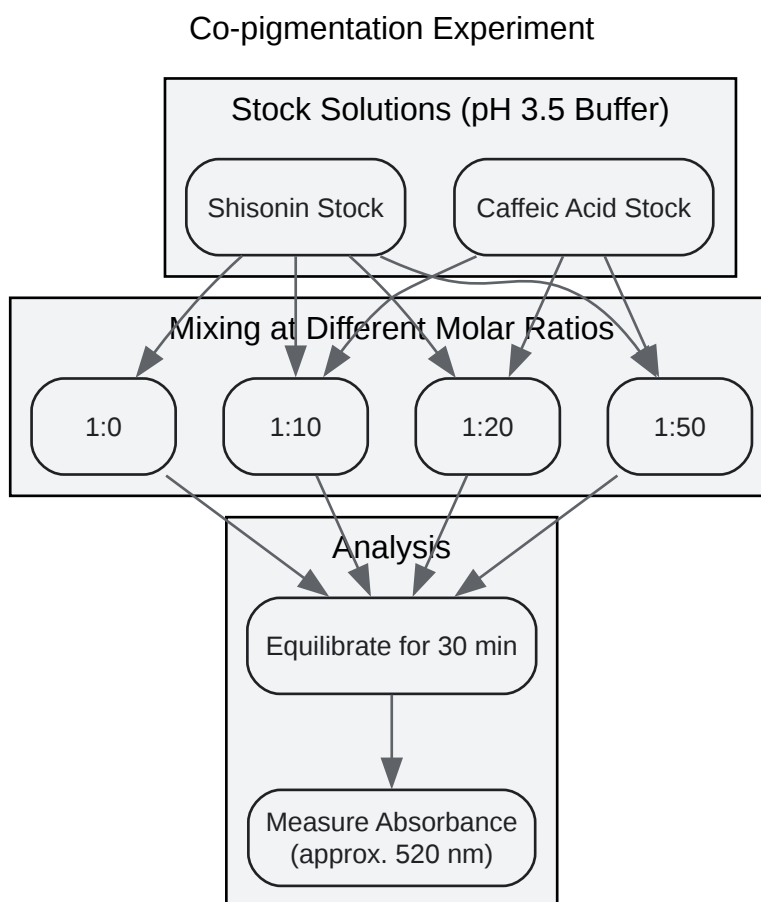 Co-pigmentation Experiment
Stock Solutions (pH 3.5 Buffer)
Shisonin Stock
Caffeic Acid Stock
Mixing at Different Molar Ratios
1:0
1:10
1:20
1:50
Analysis
Equilibrate for 30 min
Measure Absorbance
(approx. 520 nm)